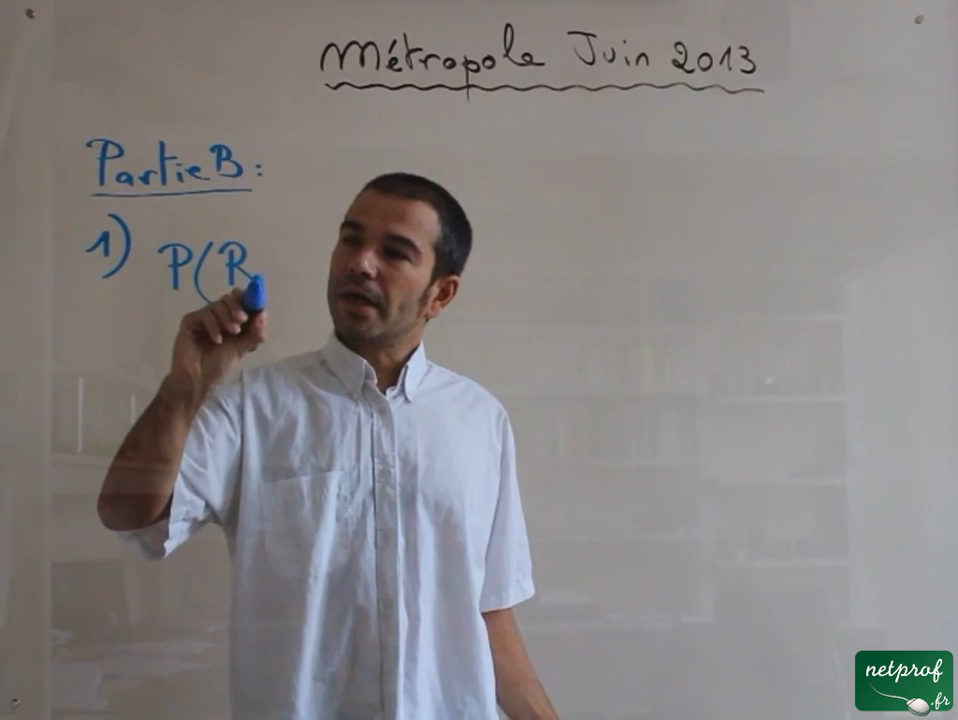 Métropole Juin 2013
Partie B :
1) P(R
netprof
.fr